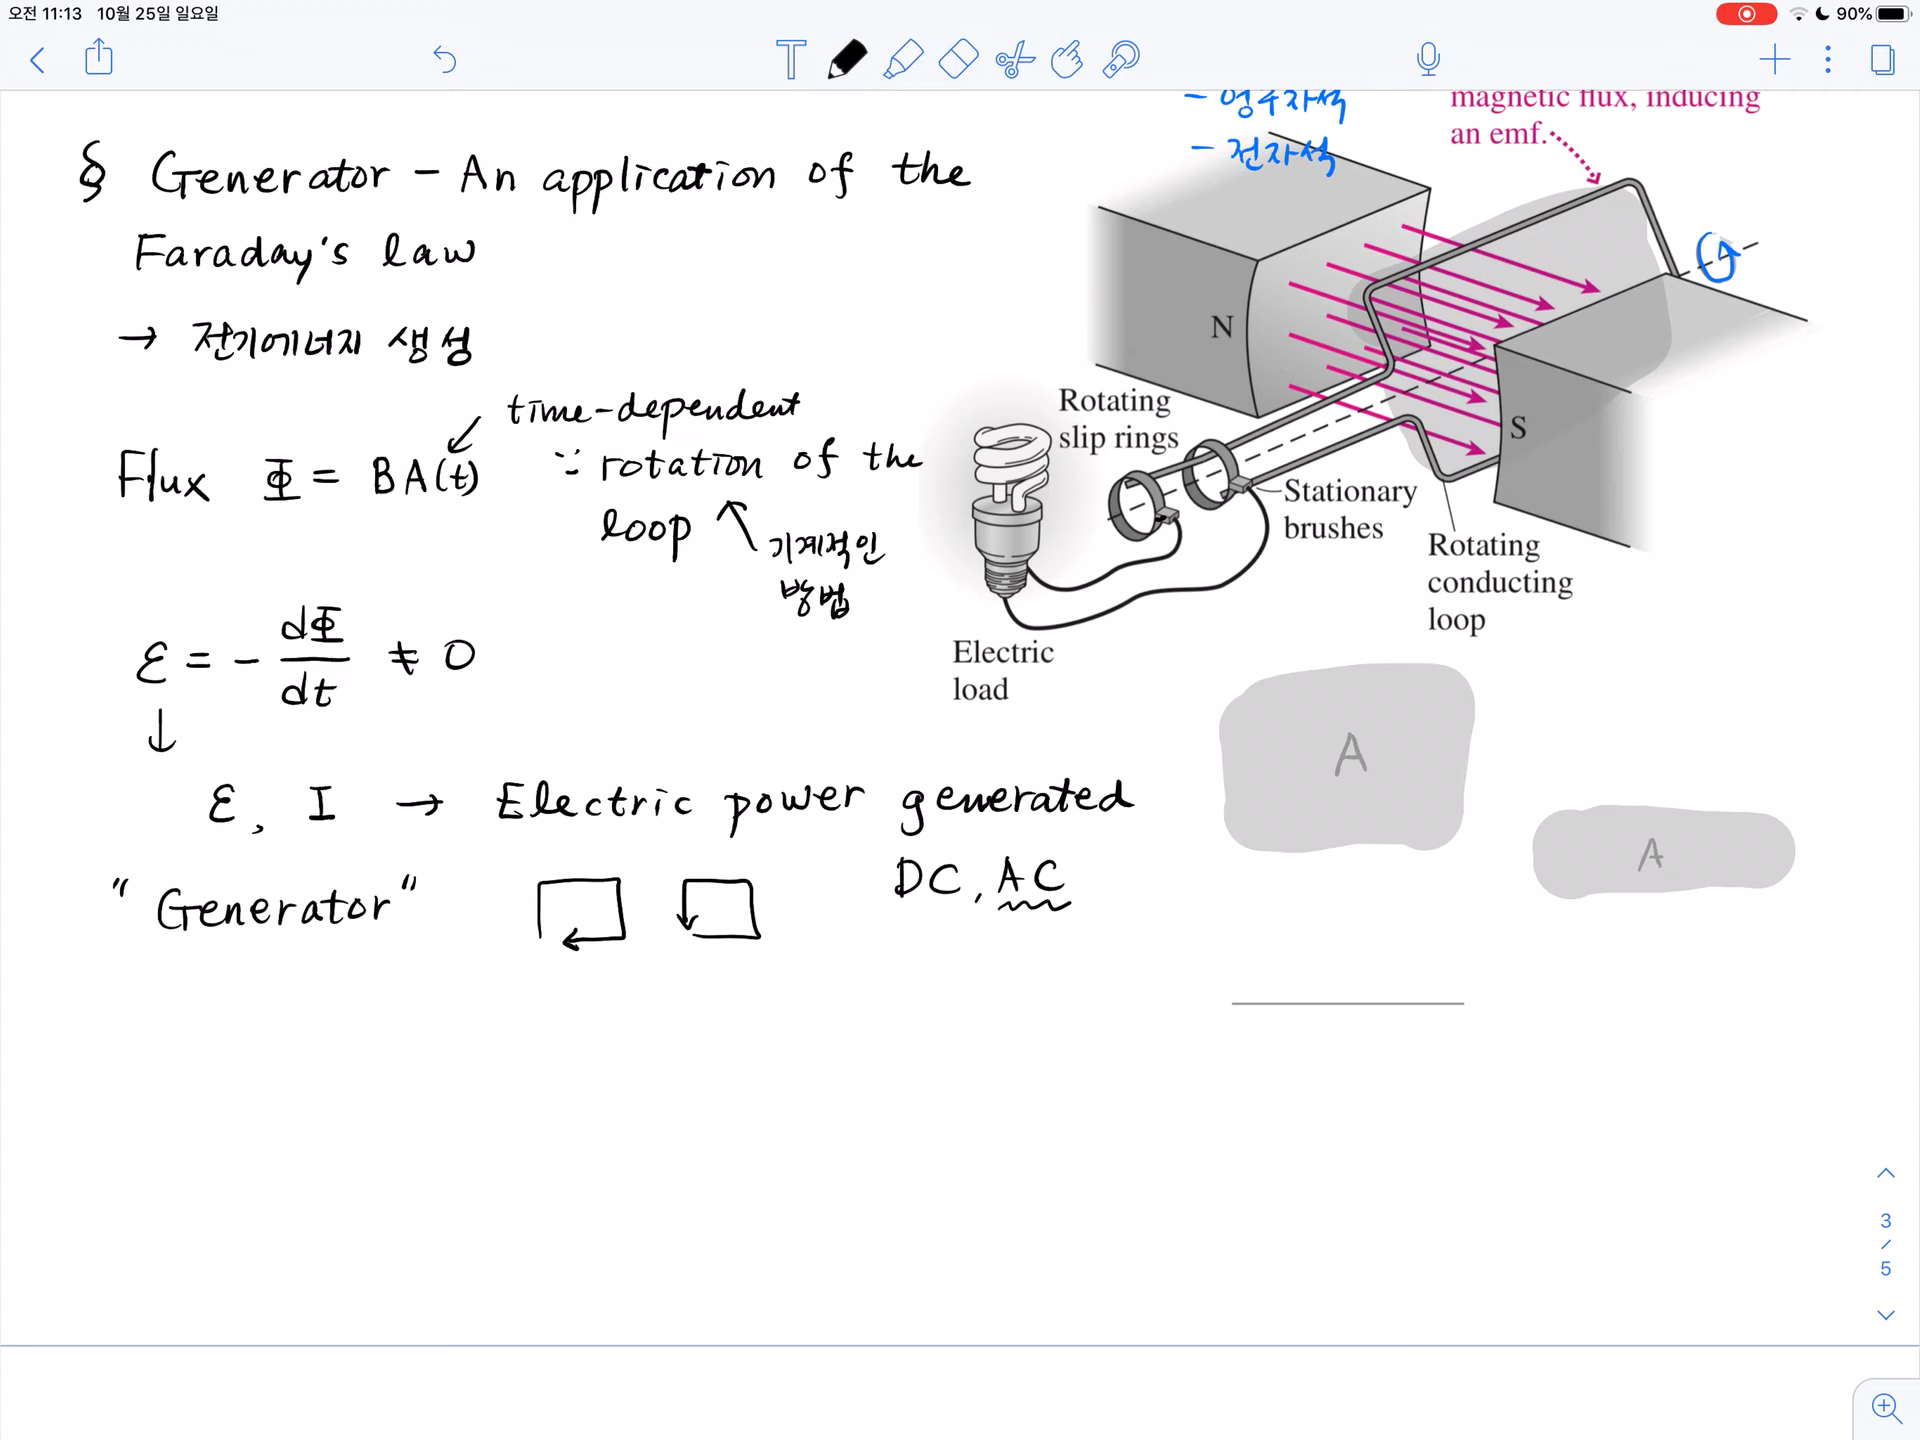 오전 11:13 10월 25일 일요일
90%
§ Generator - An application of the
Faraday's law
→ 전기에너지 생성
Flux Φ = BA(t)
time-dependent
∵ rotation of the
loop
기계적인
방법
ε = - dΦ/dt ≠ 0
↓
ε, I → Electric power generated
"Generator"
DC, AC
- 영구자석
- 전자석
magnetic flux, inducing
an emf.
N
S
Rotating
slip rings
Stationary
brushes
Rotating
conducting
loop
Electric
load
A
A
3
/
5